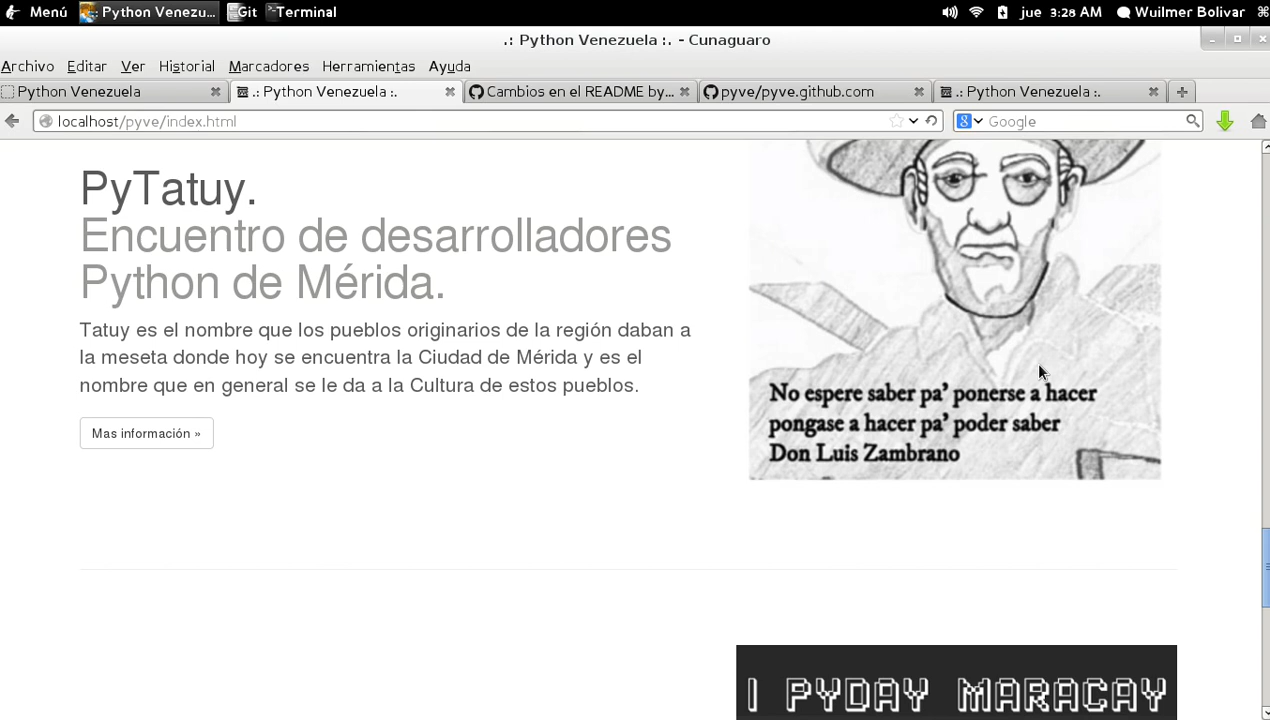 Menú Python Venezu... Git Terminal jue 3:28 AM Wuilmer Bolivar
.: Python Venezuela :. - Cunaguaro
Archivo Editar Ver Historial Marcadores Herramientas Ayuda
Python Venezuela .: Python Venezuela :. Cambios en el README by... pyve/pyve.github.com .: Python Venezuela :.
localhost/pyve/index.html Google
PyTatuy.
Encuentro de desarrolladores
Python de Mérida.
Tatuy es el nombre que los pueblos originarios de la región daban a
la meseta donde hoy se encuentra la Ciudad de Mérida y es el
nombre que en general se le da a la Cultura de estos pueblos.
Mas información »
No espere saber pa' ponerse a hacer
pongase a hacer pa' poder saber
Don Luis Zambrano
I PYDAY MARACAY